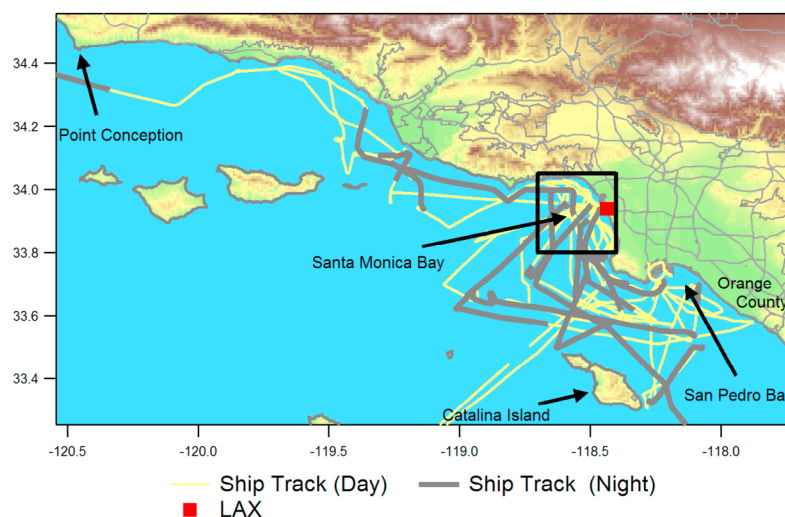 34.4
Point Conception
34.2
34.0
33.8
Santa Monica Bay
Orange
County
33.6
33.4
San Pedro Ba
Catalina Island
-120.5 -120.0 -119.5 -119.0 -118.5 -118.0
Ship Track (Day) Ship Track (Night)
LAX